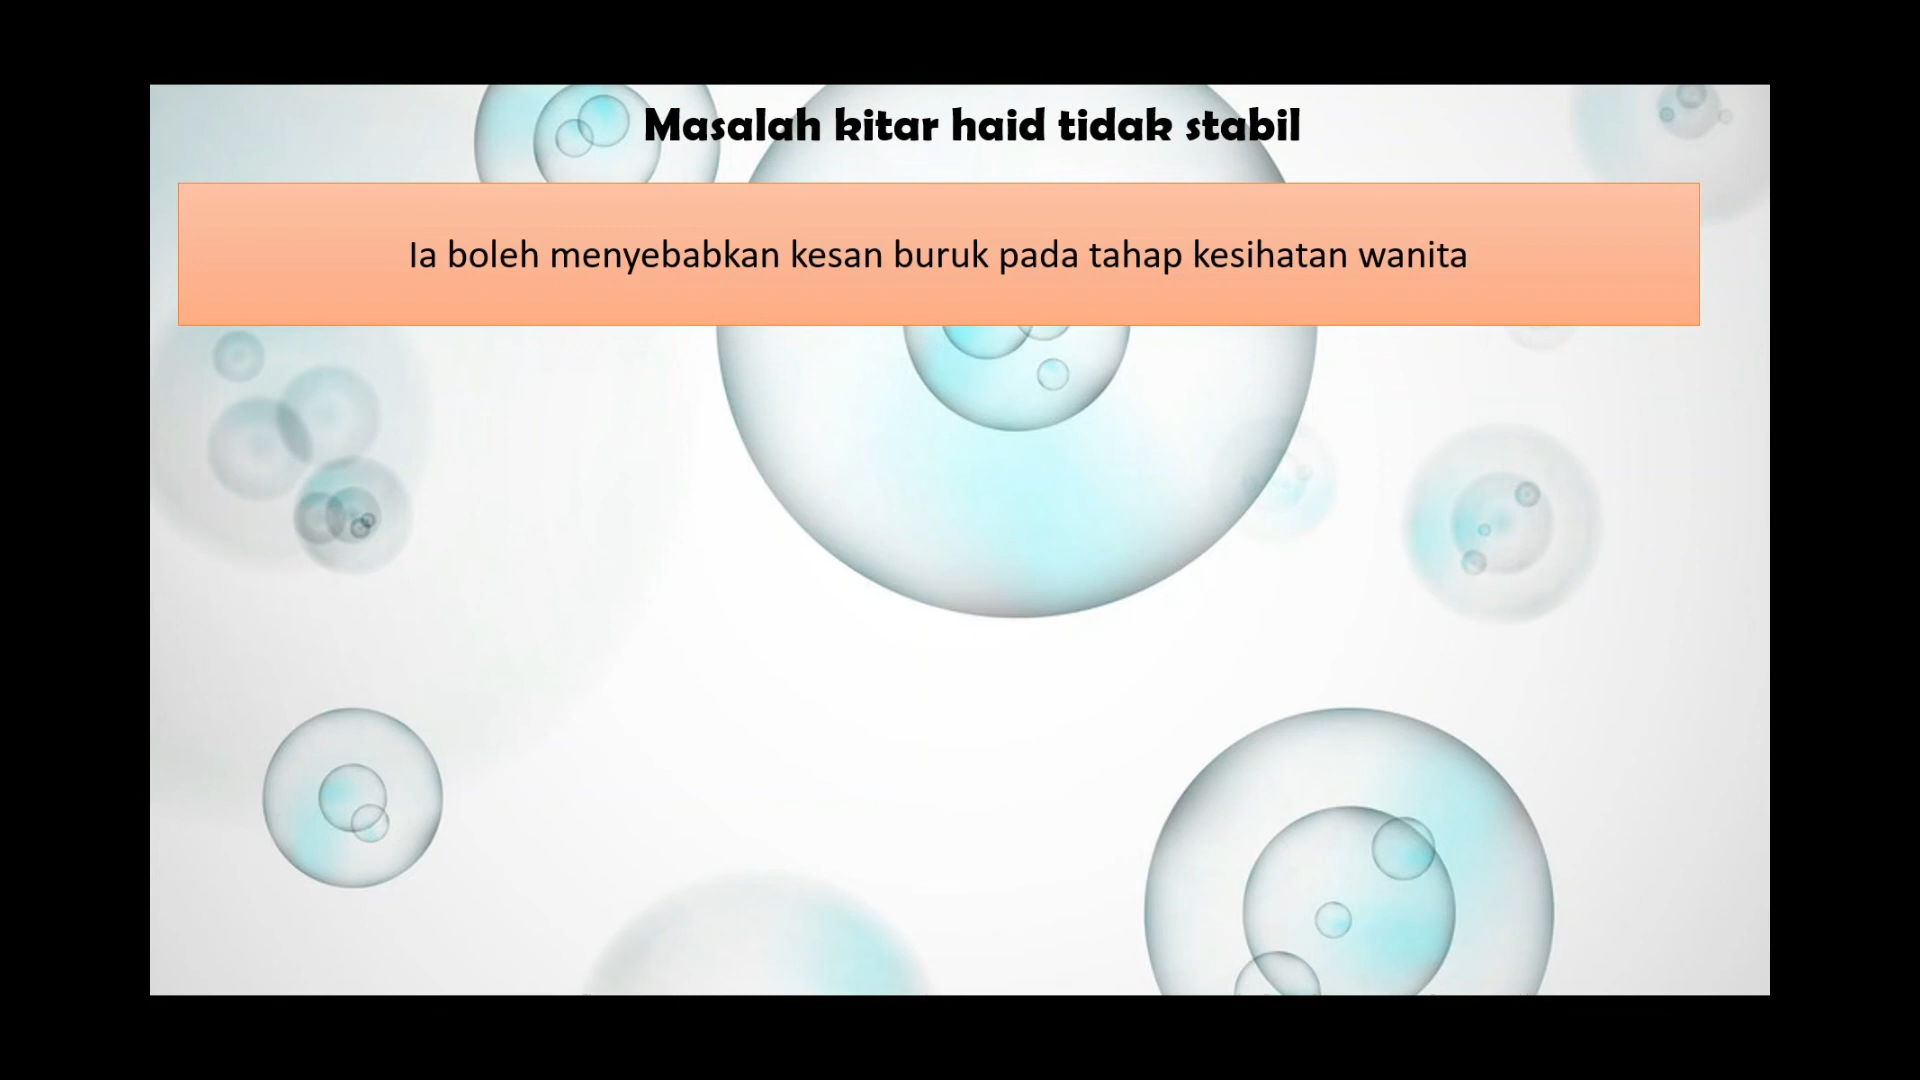 Masalah kitar haid tidak stabil
Ia boleh menyebabkan kesan buruk pada tahap kesihatan wanita